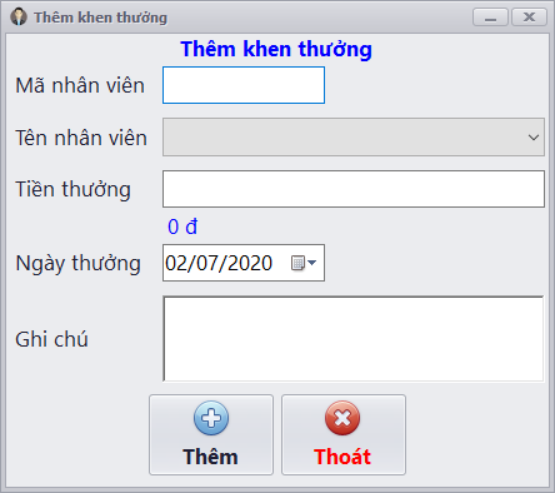 Thêm khen thưởng
Thêm khen thưởng
Mã nhân viên
Tên nhân viên
Tiền thưởng
0 đ
Ngày thưởng 02/07/2020
Ghi chú
Thêm Thoát